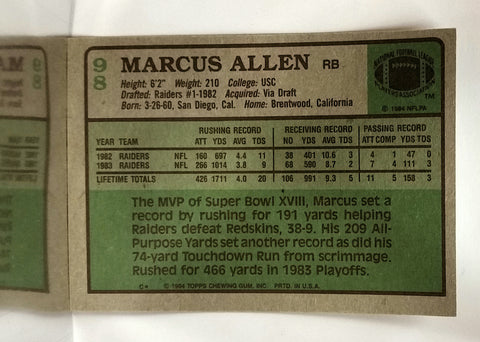 98
MARCUS ALLEN RB
Height: 6'2" Weight: 210 College: USC
Drafted: Raiders #1-1982 Acquired: Via Draft
Born: 3-26-60, San Diego, Cal. Home: Brentwood, California
NATIONAL FOOTBALL LEAGUE
PLAYERS ASSOCIATION
TM
© 1984 NFLPA
RUSHING RECORD RECEIVING RECORD PASSING RECORD
YEAR TEAM ATT YDS AVG TDS NO YDS AVG TDS ATT COMP YDS TDS
1982 RAIDERS NFL 160 697 4.4 11 38 401 10.6 3 4 1 47 0
1983 RAIDERS NFL 266 1014 3.8 9 68 590 8.7 2 7 4 111 3
LIFETIME TOTALS 426 1711 4.0 20 106 991 9.3 5 11 5 158 3
The MVP of Super Bowl XVIII, Marcus set a
record by rushing for 191 yards helping
Raiders defeat Redskins, 38-9. His 209 All-
Purpose Yards set another record as did his
74-yard Touchdown Run from scrimmage.
Rushed for 466 yards in 1983 Playoffs.
C* © 1984 TOPPS CHEWING GUM, INC. PRTD. IN U.S.A.